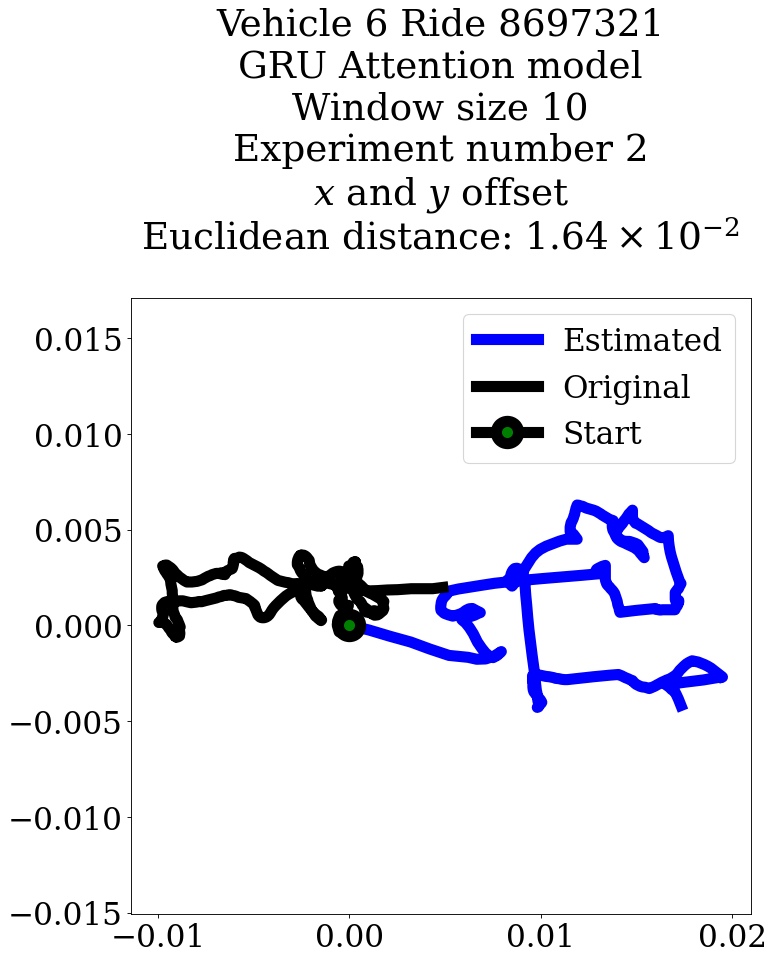 Vehicle 6 Ride 8697321
GRU Attention model
Window size 10
Experiment number 2
x and y offset
Euclidean distance: 1.64 × 10⁻²
Estimated
Original
Start
0.015
0.010
0.005
0.000
−0.005
−0.010
−0.015
−0.01 0.00 0.01 0.02